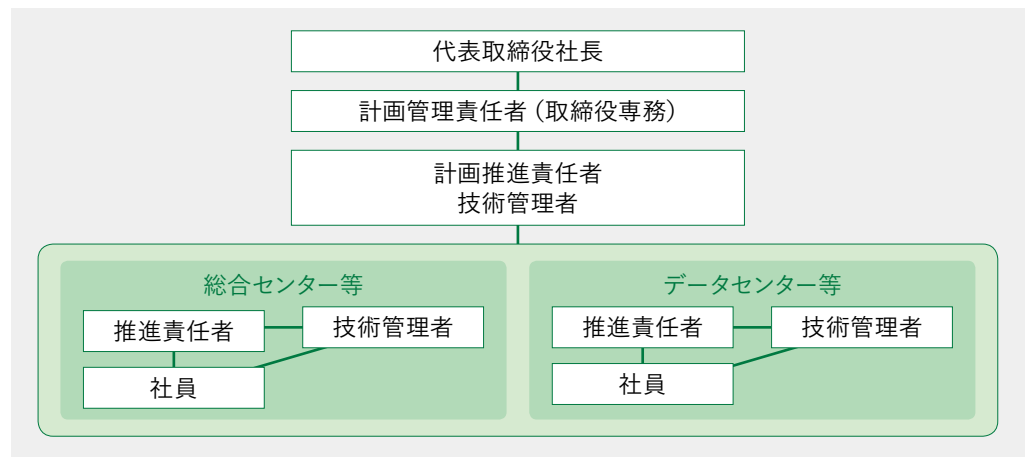 代表取締役社長
計画管理責任者（取締役専務）
計画推進責任者
技術管理者
総合センター等
推進責任者
技術管理者
社員
データセンター等
推進責任者
技術管理者
社員